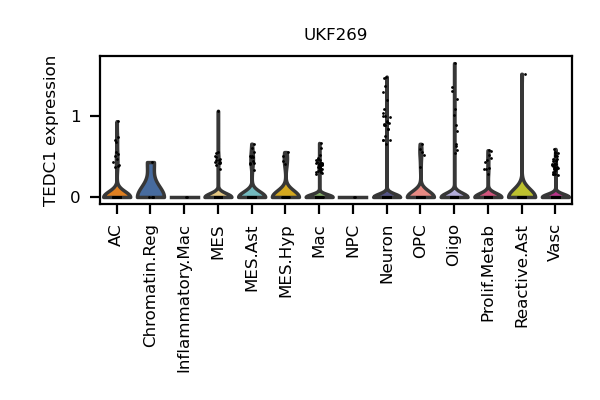 UKF269
TEDC1 expression
1
0
AC
Chromatin.Reg
Inflammatory.Mac
MES
MES.Ast
MES.Hyp
Mac
NPC
Neuron
OPC
Oligo
Prolif.Metab
Reactive.Ast
Vasc